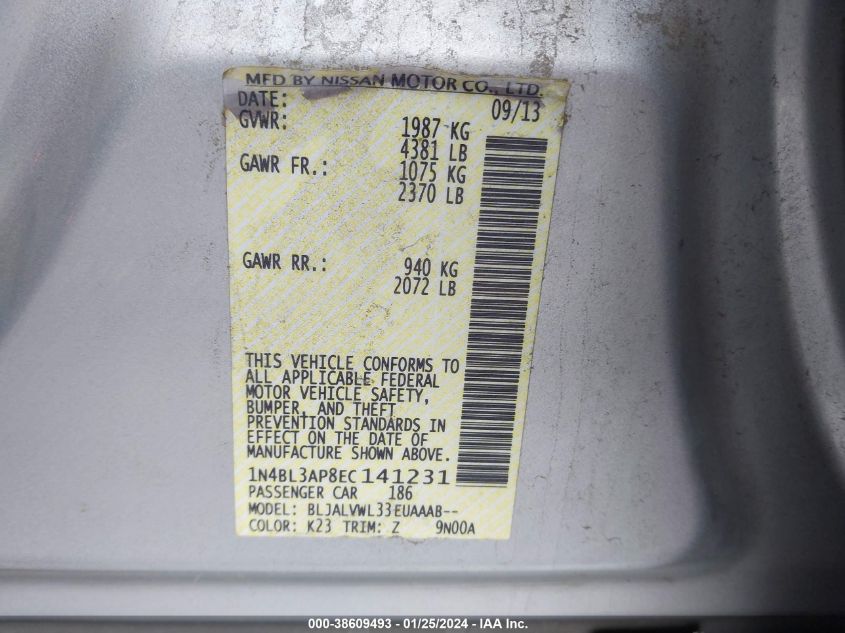 MFD BY NISSAN MOTOR CO., LTD.
DATE: 09/13
GVWR: 1987 KG
4381 LB
GAWR FR.: 1075 KG
2370 LB
GAWR RR.: 940 KG
2072 LB
THIS VEHICLE CONFORMS TO
ALL APPLICABLE FEDERAL
MOTOR VEHICLE SAFETY,
BUMPER, AND THEFT
PREVENTION STANDARDS IN
EFFECT ON THE DATE OF
MANUFACTURE SHOWN ABOVE.
1N4BL3AP8EC141231
PASSENGER CAR 186
MODEL: BLJALVWL33EUAAAB--
COLOR: K23 TRIM: Z 9N00A
000-38609493 - 01/25/2024 - IAA Inc.